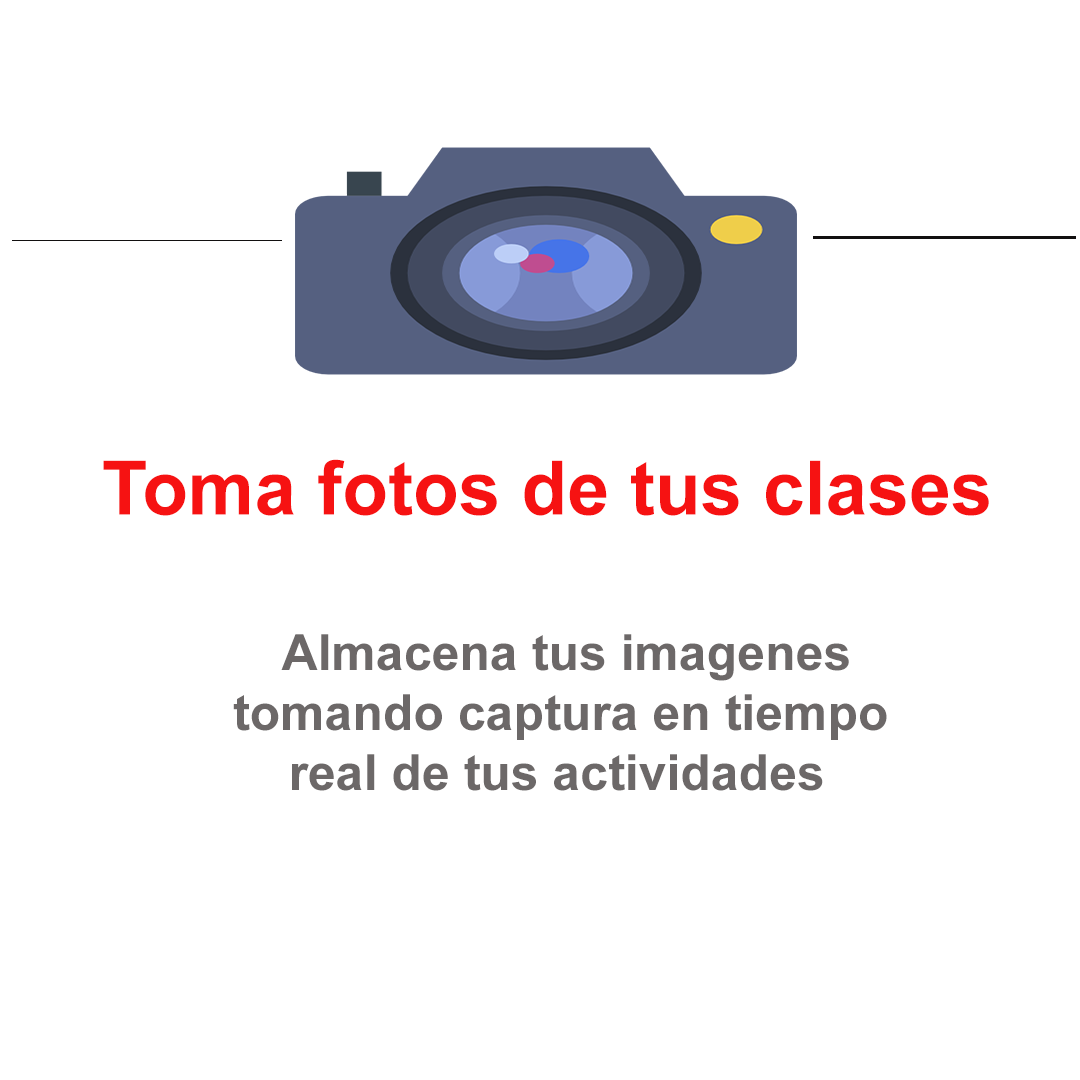 Toma fotos de tus clases
Almacena tus imagenes
tomando captura en tiempo
real de tus actividades